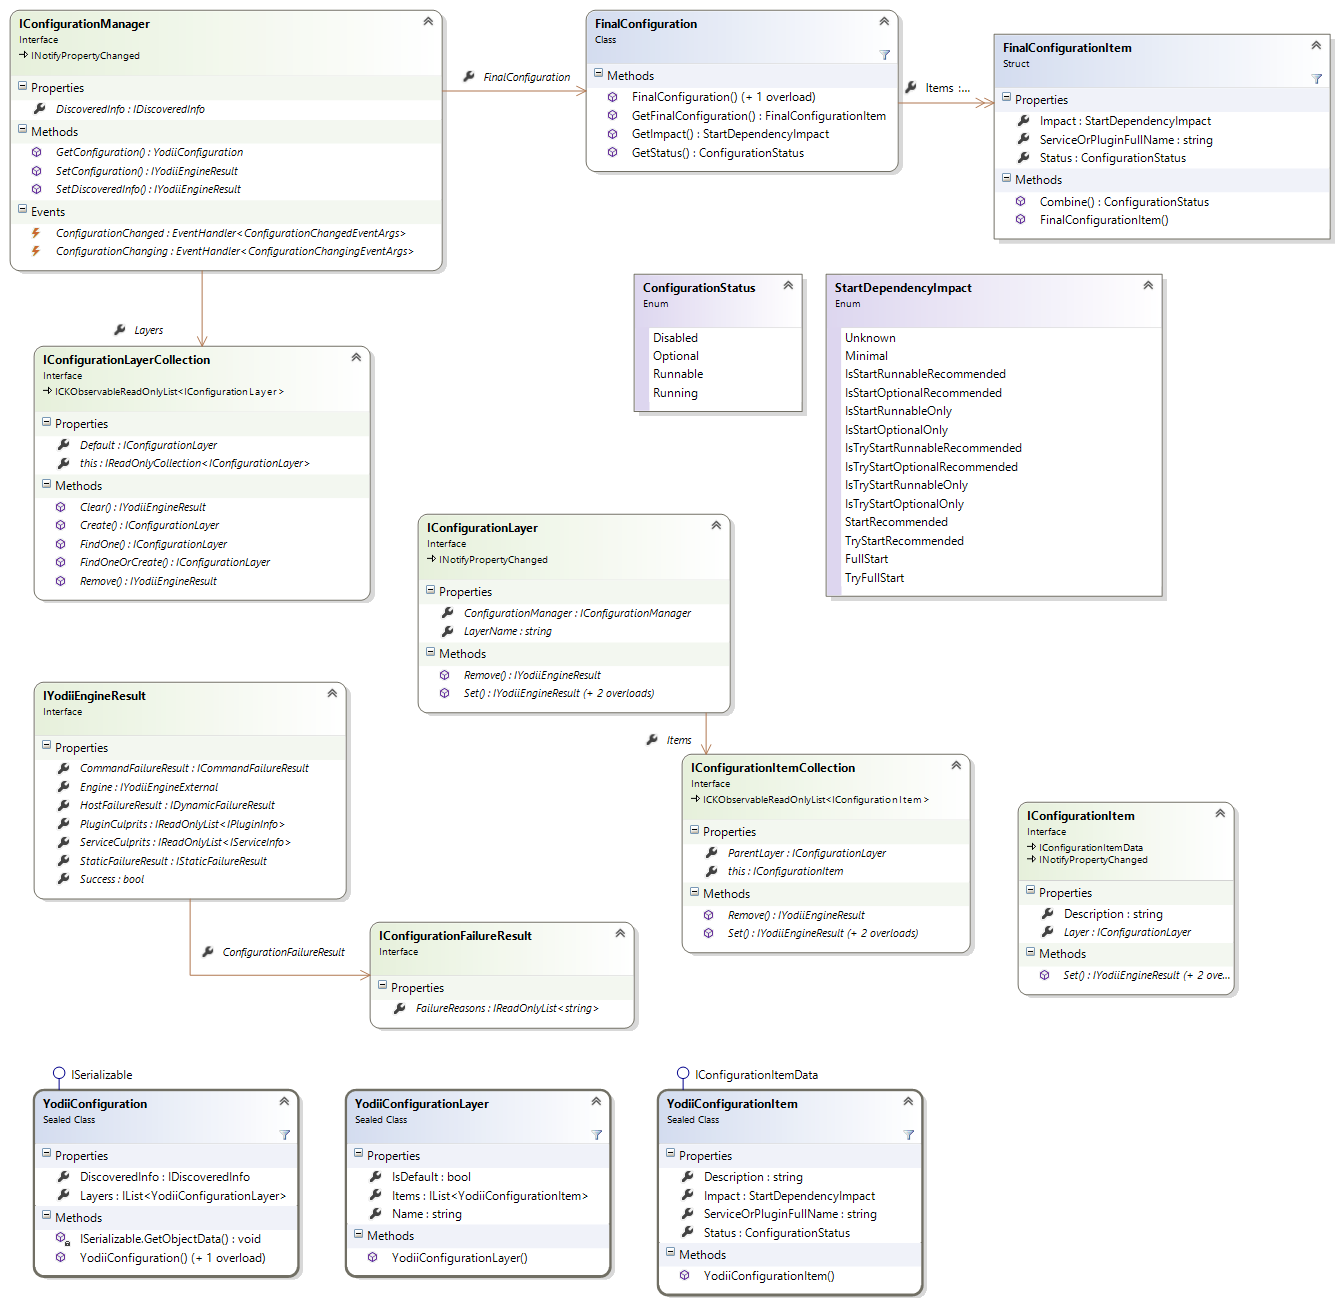 IConfigurationManager
Interface
INotifyPropertyChanged
Properties
DiscoveredInfo : IDiscoveredInfo
Methods
GetConfiguration() : YodiiConfiguration
SetConfiguration() : IYodiiEngineResult
SetDiscoveredInfo() : IYodiiEngineResult
Events
ConfigurationChanged : EventHandler<ConfigurationChangedEventArgs>
ConfigurationChanging : EventHandler<ConfigurationChangingEventArgs>
FinalConfiguration
FinalConfiguration
Class
Methods
FinalConfiguration() (+ 1 overload)
GetFinalConfiguration() : FinalConfigurationItem
GetImpact() : StartDependencyImpact
GetStatus() : ConfigurationStatus
Items :...
FinalConfigurationItem
Struct
Properties
Impact : StartDependencyImpact
ServiceOrPluginFullName : string
Status : ConfigurationStatus
Methods
Combine() : ConfigurationStatus
FinalConfigurationItem()
Layers
IConfigurationLayerCollection
Interface
ICKObservableReadOnlyList<IConfigurationLayer>
Properties
Default : IConfigurationLayer
this : IReadOnlyCollection<IConfigurationLayer>
Methods
Clear() : IYodiiEngineResult
Create() : IConfigurationLayer
FindOne() : IConfigurationLayer
FindOneOrCreate() : IConfigurationLayer
Remove() : IYodiiEngineResult
ConfigurationStatus
Enum
Disabled
Optional
Runnable
Running
StartDependencyImpact
Enum
Unknown
Minimal
IsStartRunnableRecommended
IsStartOptionalRecommended
IsStartRunnableOnly
IsStartOptionalOnly
IsTryStartRunnableRecommended
IsTryStartOptionalRecommended
IsTryStartRunnableOnly
IsTryStartOptionalOnly
StartRecommended
TryStartRecommended
FullStart
TryFullStart
IConfigurationLayer
Interface
INotifyPropertyChanged
Properties
ConfigurationManager : IConfigurationManager
LayerName : string
Methods
Remove() : IYodiiEngineResult
Set() : IYodiiEngineResult (+ 2 overloads)
Items
IYodiiEngineResult
Interface
Properties
CommandFailureResult : ICommandFailureResult
Engine : IYodiiEngineExternal
HostFailureResult : IDynamicFailureResult
PluginCulprits : IReadOnlyList<IPluginInfo>
ServiceCulprits : IReadOnlyList<IServiceInfo>
StaticFailureResult : IStaticFailureResult
Success : bool
ConfigurationFailureResult
IConfigurationFailureResult
Interface
Properties
FailureReasons : IReadOnlyList<string>
IConfigurationItemCollection
Interface
ICKObservableReadOnlyList<IConfigurationItem>
Properties
ParentLayer : IConfigurationLayer
this : IConfigurationItem
Methods
Remove() : IYodiiEngineResult
Set() : IYodiiEngineResult (+ 2 overloads)
IConfigurationItem
Interface
IConfigurationItemData
INotifyPropertyChanged
Properties
Description : string
Layer : IConfigurationLayer
Methods
Set() : IYodiiEngineResult (+ 2 ove...
ISerializable
YodiiConfiguration
Sealed Class
Properties
DiscoveredInfo : IDiscoveredInfo
Layers : IList<YodiiConfigurationLayer>
Methods
ISerializable.GetObjectData() : void
YodiiConfiguration() (+ 1 overload)
YodiiConfigurationLayer
Sealed Class
Properties
IsDefault : bool
Items : IList<YodiiConfigurationItem>
Name : string
Methods
YodiiConfigurationLayer()
IConfigurationItemData
YodiiConfigurationItem
Sealed Class
Properties
Description : string
Impact : StartDependencyImpact
ServiceOrPluginFullName : string
Status : ConfigurationStatus
Methods
YodiiConfigurationItem()